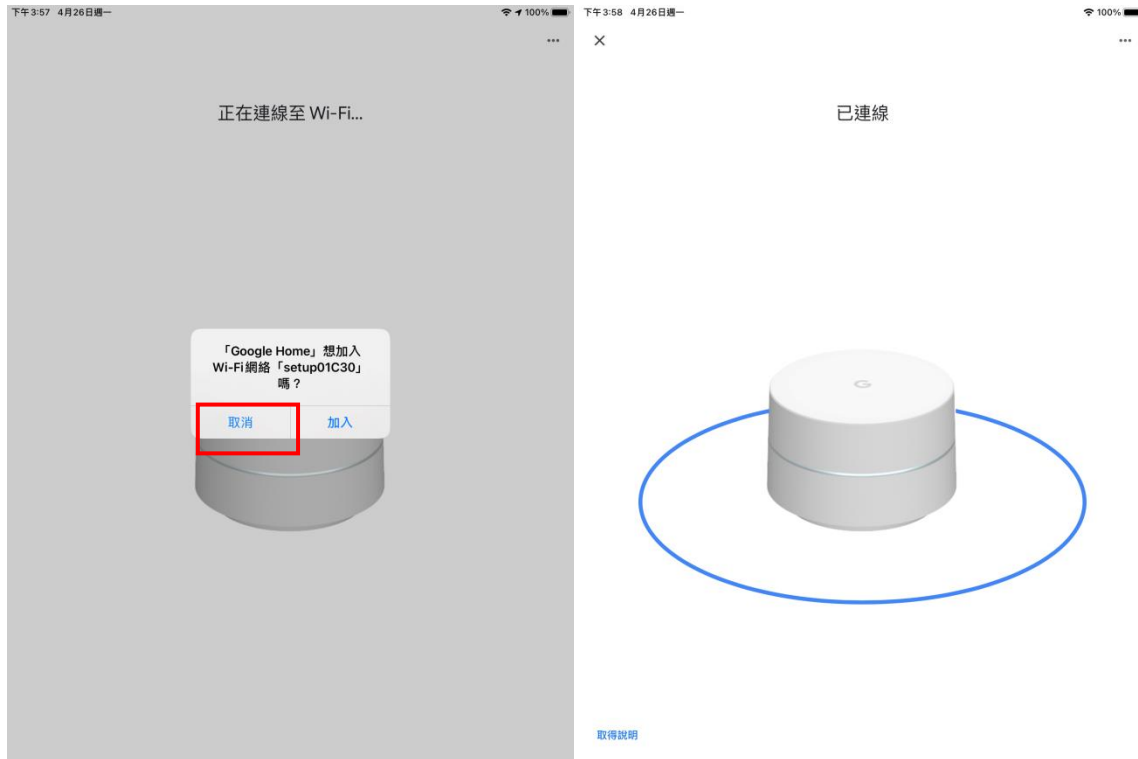 下午3:57 4月26日週一
100%
正在連線至 Wi-Fi...
「Google Home」想加入
Wi-Fi 網絡「setup01C30」
嗎？
取消
加入
下午3:58 4月26日週一
100%
已連線
G
取得說明